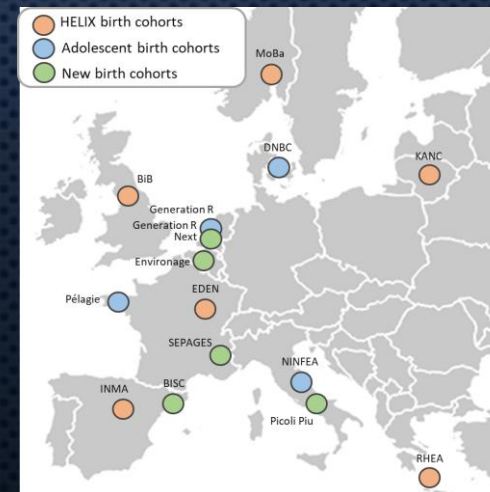 HELIX birth cohorts
Adolescent birth cohorts
New birth cohorts
MoBa
DNBC
KANC
BiB
Generation R
Generation R
Next
Environage
EDEN
Pélagie
SEPAGES
NINFEA
INMA
BISC
Picoli Piu
RHEA